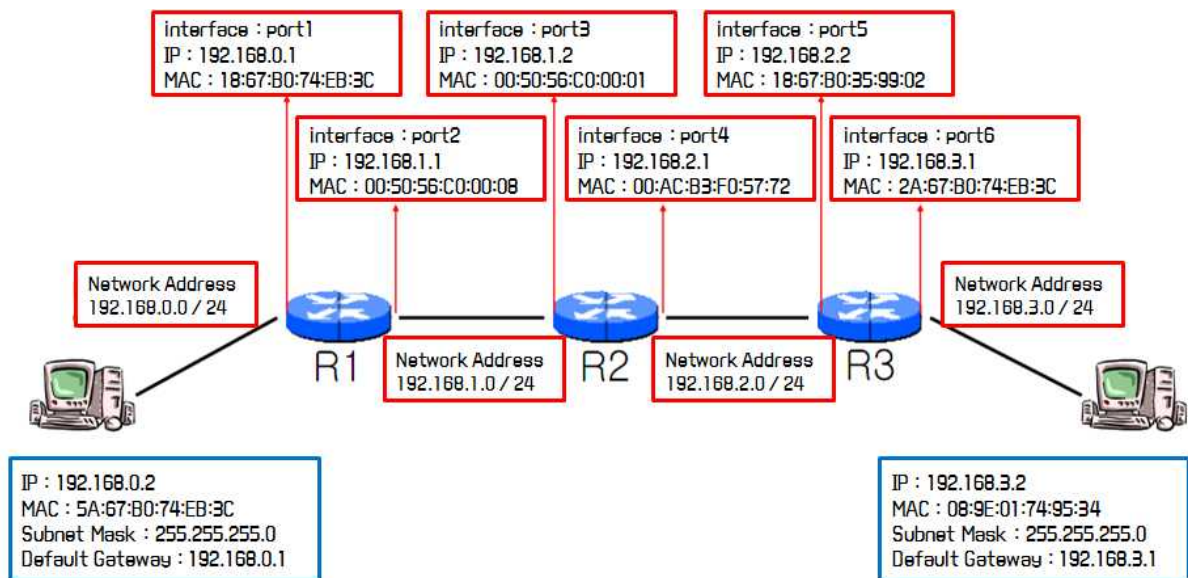 interface : port1
IP : 192.168.0.1
MAC : 18:67:B0:74:EB:3C
interface : port3
IP : 192.168.1.2
MAC : 00:50:56:C0:00:01
interface : port5
IP : 192.168.2.2
MAC : 18:67:B0:35:99:02
interface : port2
IP : 192.168.1.1
MAC : 00:50:56:C0:00:08
interface : port4
IP : 192.168.2.1
MAC : 00:AC:B3:F0:57:72
interface : port6
IP : 192.168.3.1
MAC : 2A:67:B0:74:EB:3C
Network Address
192.168.0.0 / 24
Network Address
192.168.3.0 / 24
R1
Network Address
192.168.1.0 / 24
R2
Network Address
192.168.2.0 / 24
R3
IP : 192.168.0.2
MAC : 5A:67:B0:74:EB:3C
Subnet Mask : 255.255.255.0
Default Gateway : 192.168.0.1
IP : 192.168.3.2
MAC : 08:9E:01:74:95:34
Subnet Mask : 255.255.255.0
Default Gateway : 192.168.3.1